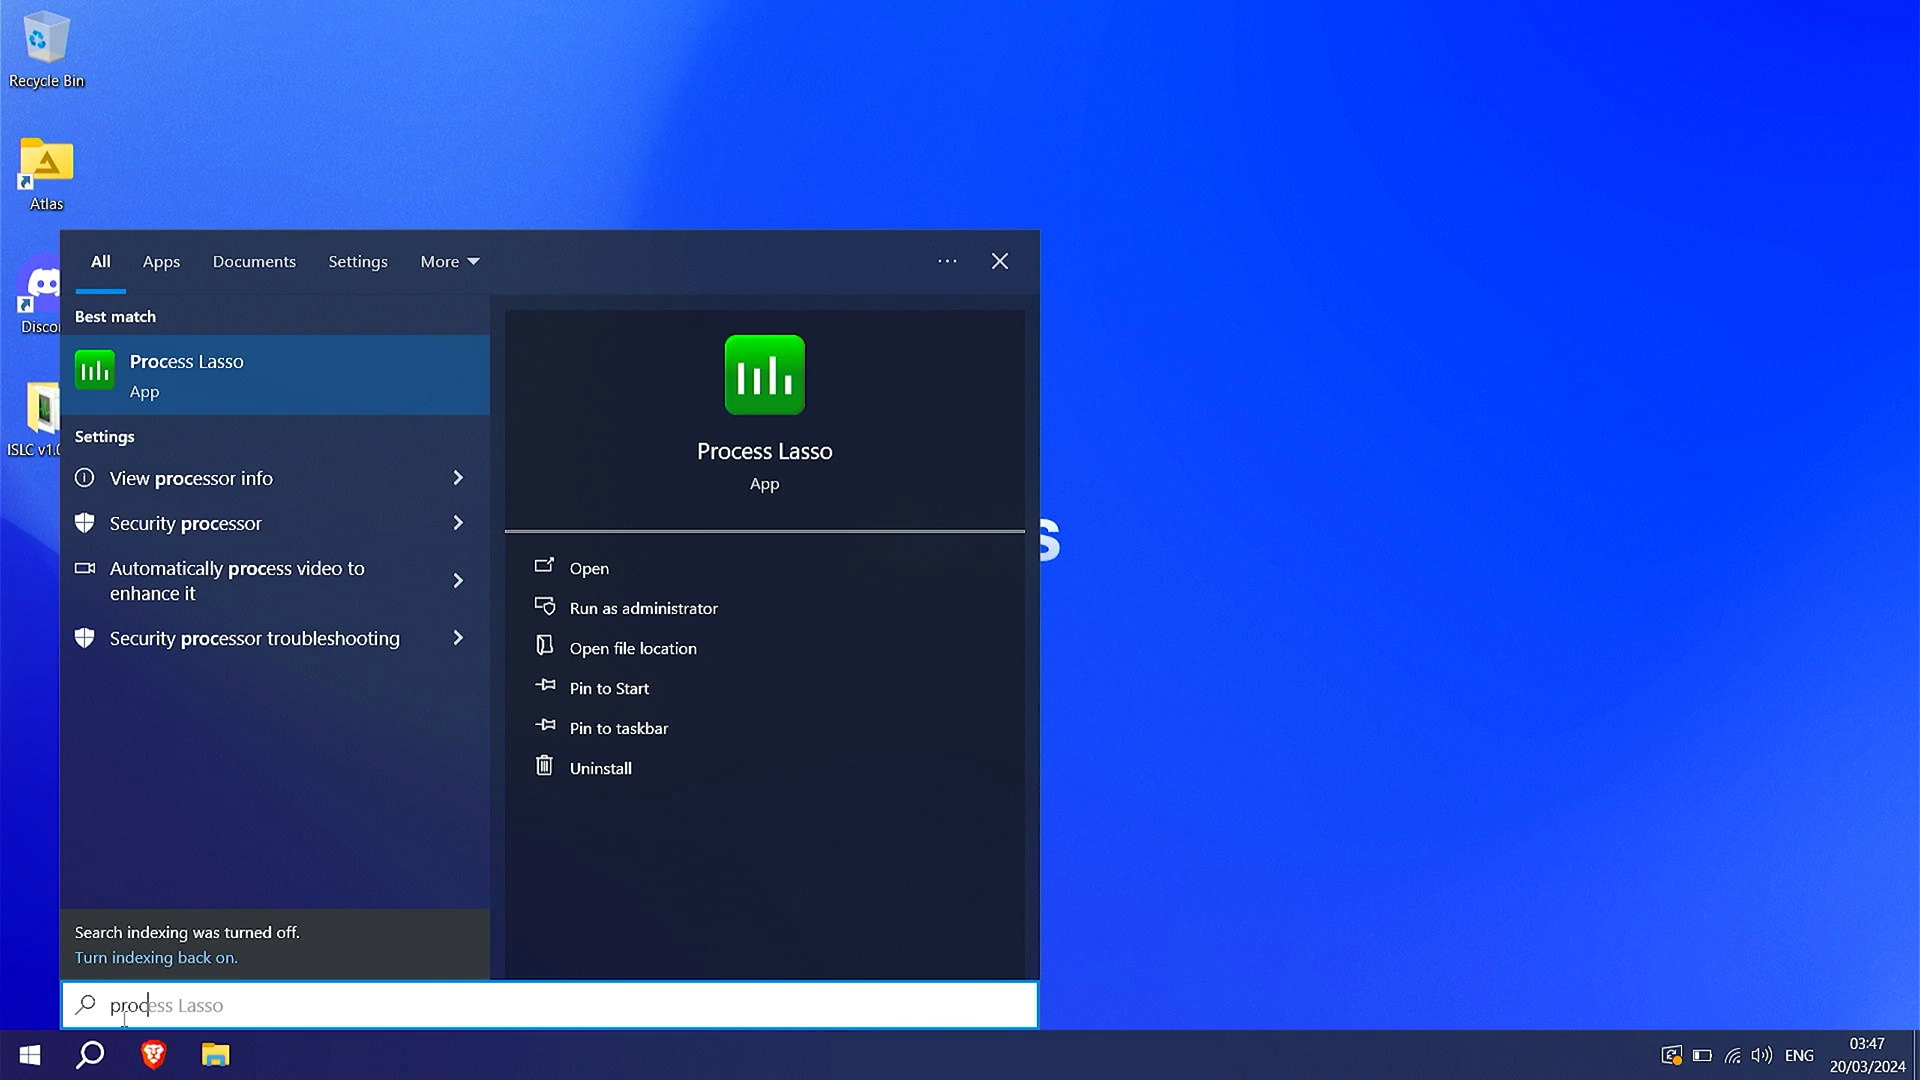 Recycle Bin
Atlas
Disco
ISLC v1.0
All
Apps
Documents
Settings
More
Best match
Process Lasso
App
Settings
View processor info
Security processor
Automatically process video to
enhance it
Security processor troubleshooting
Search indexing was turned off.
Turn indexing back on.
Process Lasso
App
Open
Run as administrator
Open file location
Pin to Start
Pin to taskbar
Uninstall
s
process Lasso
ENG
03:47
20/03/2024